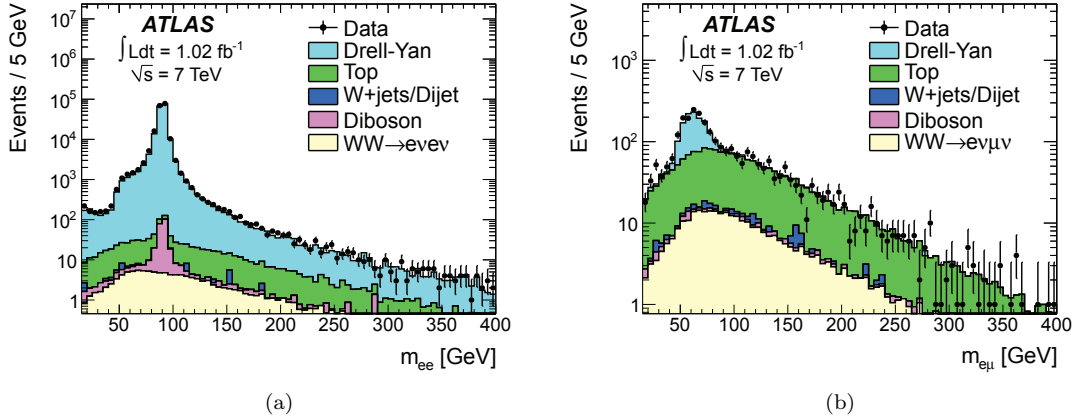 Events / 5 GeV
10⁷
10⁶
10⁵
10⁴
10³
10²
10
1
ATLAS
∫Ldt = 1.02 fb⁻¹
√s = 7 TeV
Data
Drell-Yan
Top
W+jets/Dijet
Diboson
WW→eνeν
50 100 150 200 250 300 350 400
m_ee [GeV]
(a)
Events / 5 GeV
10³
10²
10
1
ATLAS
∫Ldt = 1.02 fb⁻¹
√s = 7 TeV
Data
Drell-Yan
Top
W+jets/Dijet
Diboson
WW→eνμν
50 100 150 200 250 300 350 400
m_eμ [GeV]
(b)